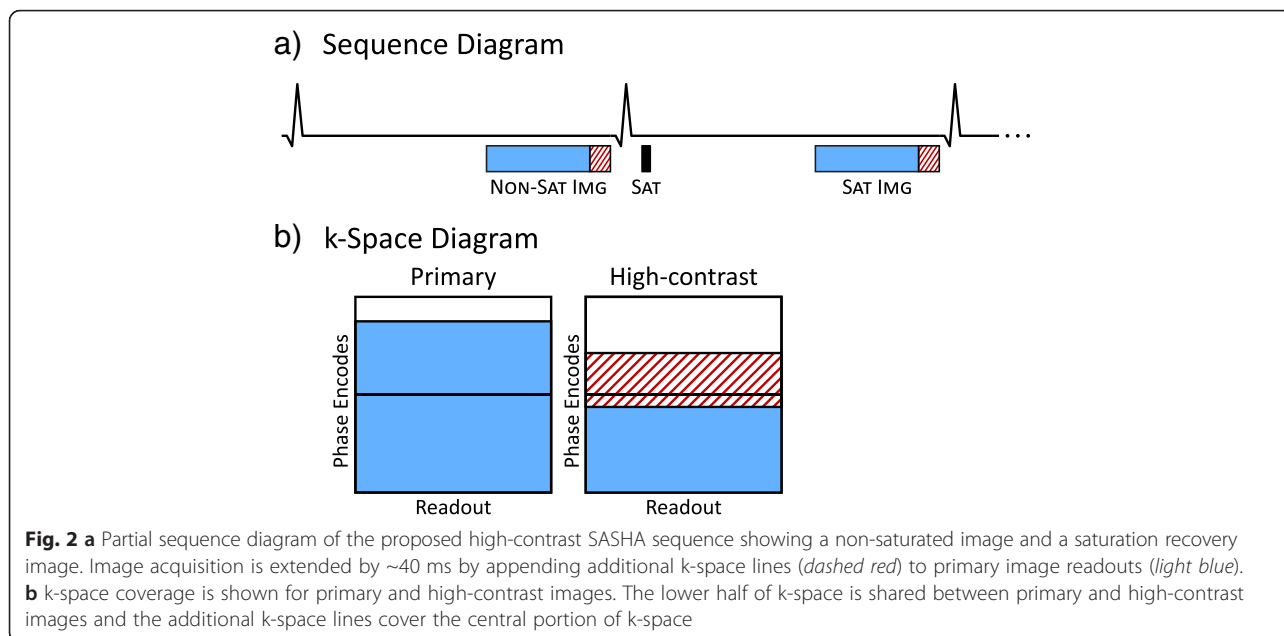 a) Sequence Diagram
...
NON-SAT IMG SAT SAT IMG
b) k-Space Diagram
Primary High-contrast
Phase Encodes Phase Encodes
Readout Readout
Fig. 2 a Partial sequence diagram of the proposed high-contrast SASHA sequence showing a non-saturated image and a saturation recovery
image. Image acquisition is extended by ~40 ms by appending additional k-space lines (dashed red) to primary image readouts (light blue).
b k-space coverage is shown for primary and high-contrast images. The lower half of k-space is shared between primary and high-contrast
images and the additional k-space lines cover the central portion of k-space